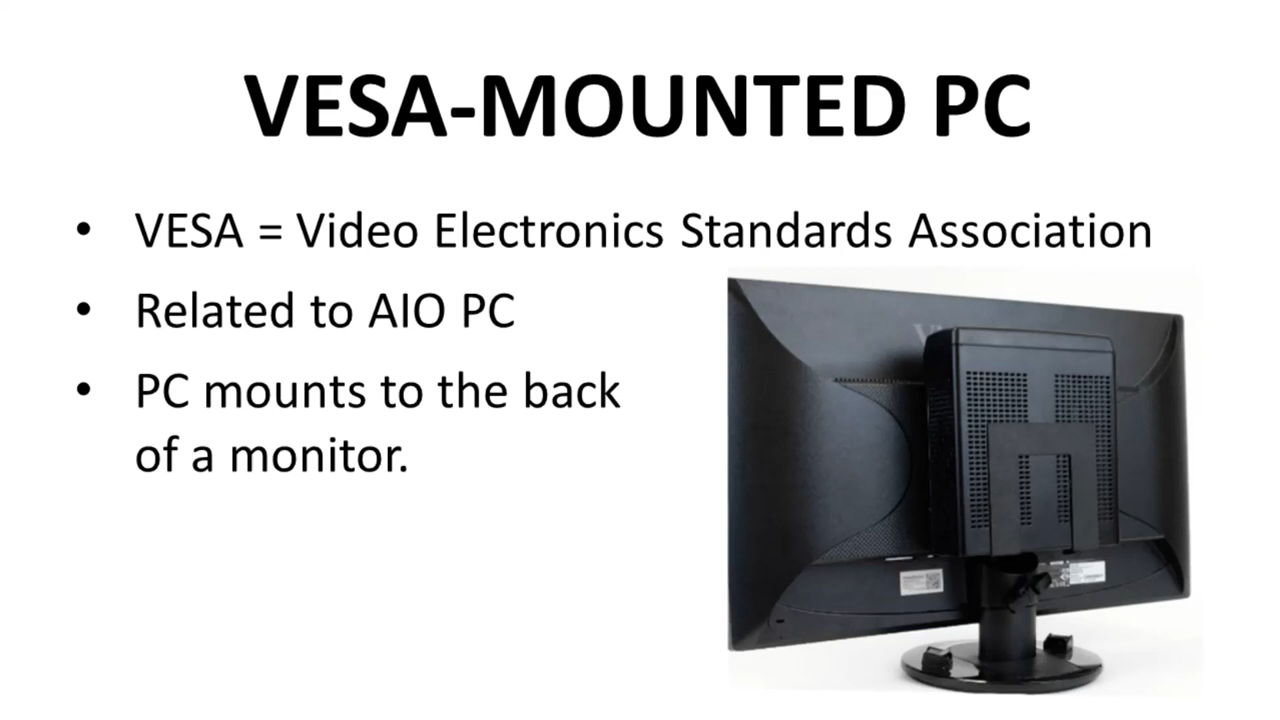 VESA-MOUNTED PC
• VESA = Video Electronics Standards Association
• Related to AIO PC
• PC mounts to the back
of a monitor.